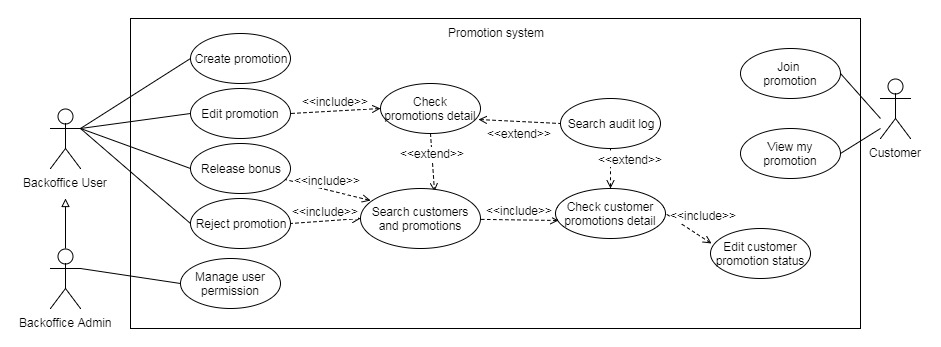 Promotion system
Create promotion
Join
promotion
<<include>>
Check
promotions detail
Edit promotion
Search audit log
<<extend>>
View my
promotion
Customer
<<extend>>
<<extend>>
Backoffice User
Release bonus
<<include>>
Reject promotion
<<include>>
Search customers
and promotions
<<include>>
Check customer
promotions detail
<<include>>
Edit customer
promotion status
Manage user
permission
Backoffice Admin